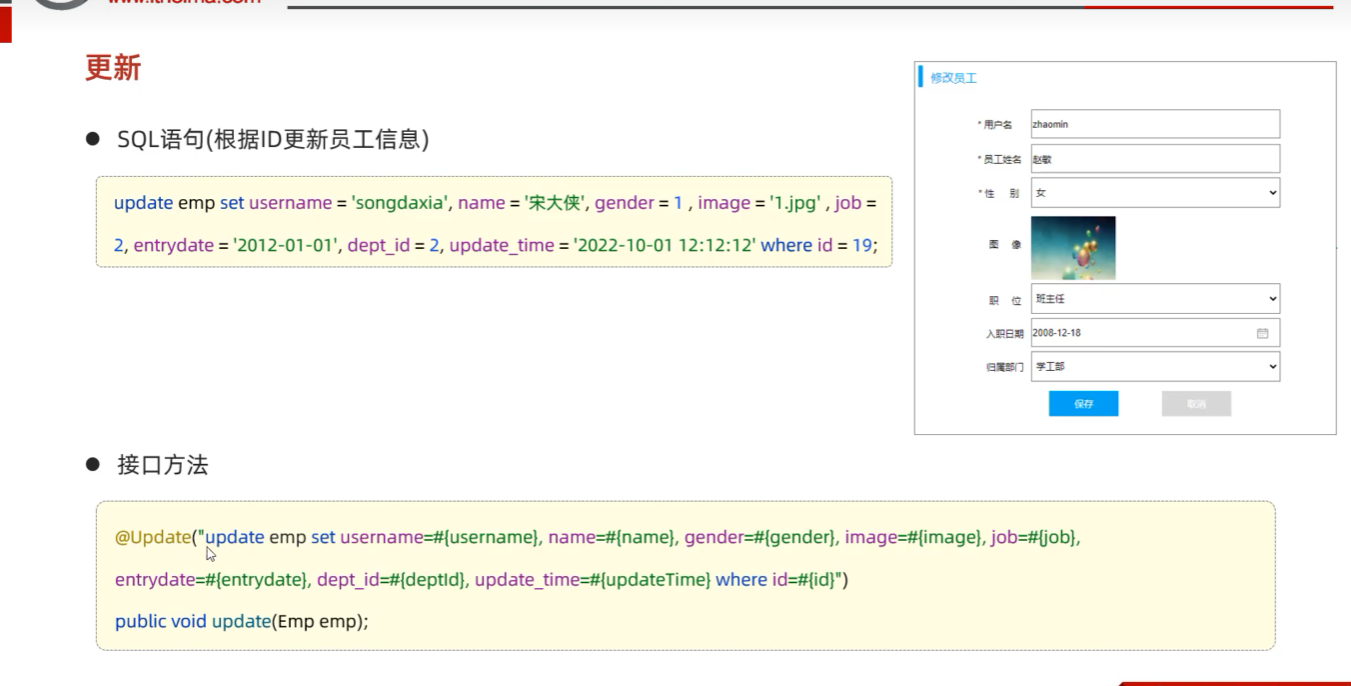 www.itheima.com
更新
● SQL语句(根据ID更新员工信息)
update emp set username = 'songdaxia', name = '宋大侠', gender = 1 , image = '1.jpg' , job =
2, entrydate = '2012-01-01', dept_id = 2, update_time = '2022-10-01 12:12:12' where id = 19;
修改员工
* 用户名 zhaomin
* 员工姓名 赵敏
* 性 别 女
图 像
职 位 班主任
入职日期 2008-12-18
归属部门 学工部
保存 取消
● 接口方法
@Update("update emp set username=#{username}, name=#{name}, gender=#{gender}, image=#{image}, job=#{job},
entrydate=#{entrydate}, dept_id=#{deptId}, update_time=#{updateTime} where id=#{id}")
public void update(Emp emp);